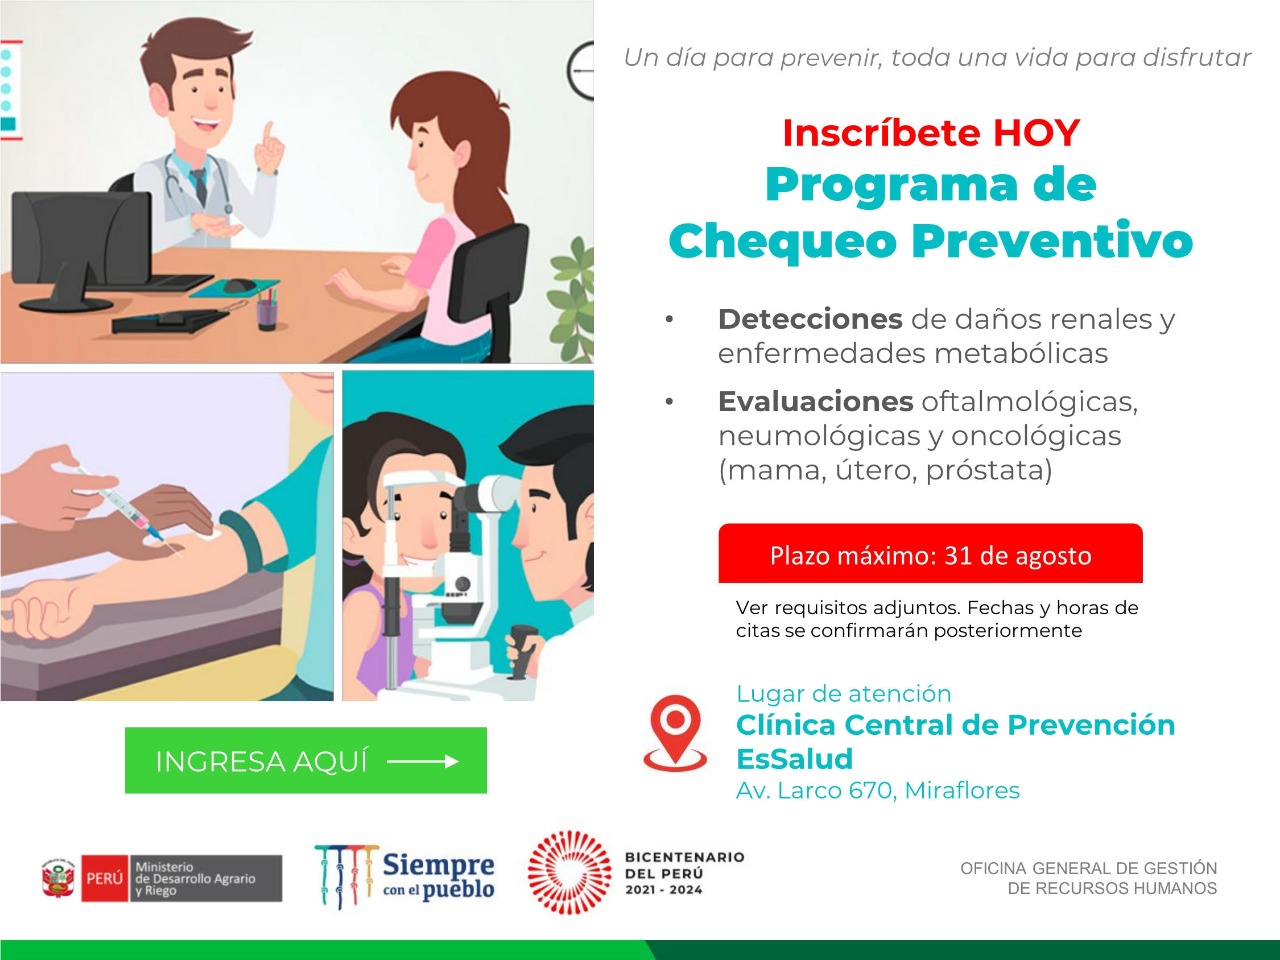 Un día para prevenir, toda una vida para disfrutar
Inscríbete HOY
Programa de
Chequeo Preventivo
• Detecciones de daños renales y
enfermedades metabólicas
• Evaluaciones oftalmológicas,
neumológicas y oncológicas
(mama, útero, próstata)
Plazo máximo: 31 de agosto
Ver requisitos adjuntos. Fechas y horas de
citas se confirmarán posteriormente
Lugar de atención
Clínica Central de Prevención
EsSalud
Av. Larco 670, Miraflores
INGRESA AQUÍ
PERÚ
Ministerio
de Desarrollo Agrario
y Riego
Siempre
con el pueblo
BICENTENARIO
DEL PERÚ
2021 - 2024
OFICINA GENERAL DE GESTIÓN
DE RECURSOS HUMANOS